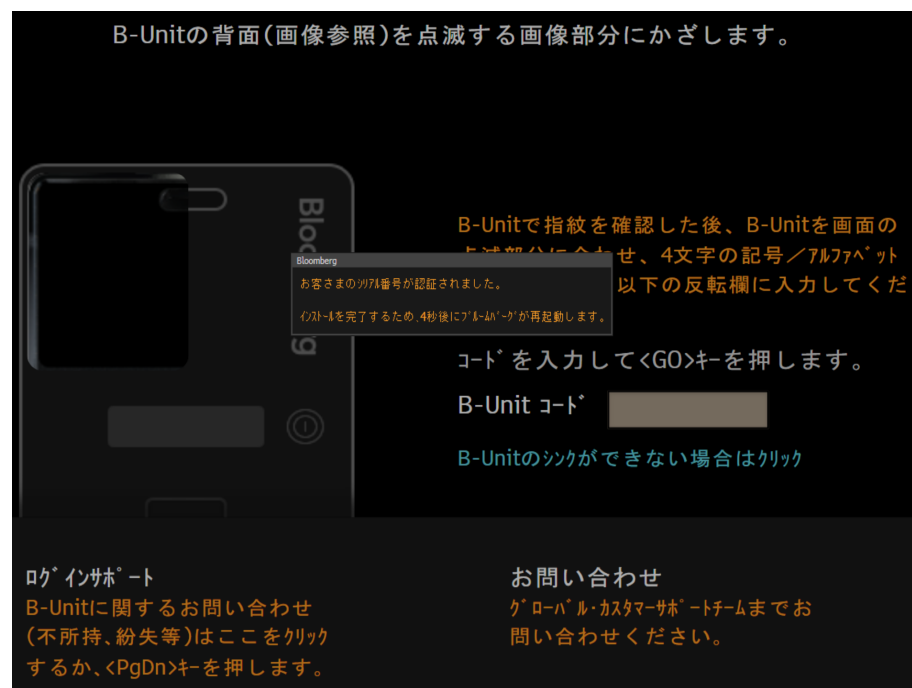 B-Unitの背面(画像参照)を点滅する画像部分にかざします。
Bloomberg
B-Unitで指紋を確認した後、B-Unitを画面の
点滅部分に合わせ、4文字の記号／ｱﾙﾌｧﾍﾞｯﾄ
以下の反転欄に入力してくだ
Bloomberg
お客さまのｼﾘｱﾙ番号が認証されました。
ｲﾝｽﾄｰﾙを完了するため､4秒後にﾌﾞﾙｰﾑﾊﾞｰｸﾞが再起動します。
ｺｰﾄﾞを入力して<GO>ｷｰを押します。
B-Unit ｺｰﾄﾞ
B-Unitのｼﾝｸができない場合はｸﾘｯｸ
ﾛｸﾞｲﾝｻﾎﾟｰﾄ
B-Unitに関するお問い合わせ
(不所持､紛失等)はここをｸﾘｯｸ
するか､<PgDn>ｷｰを押します。
お問い合わせ
ｸﾞﾛｰﾊﾞﾙ･ｶｽﾀﾏｰｻﾎﾟｰﾄﾁｰﾑまでお
問い合わせください。